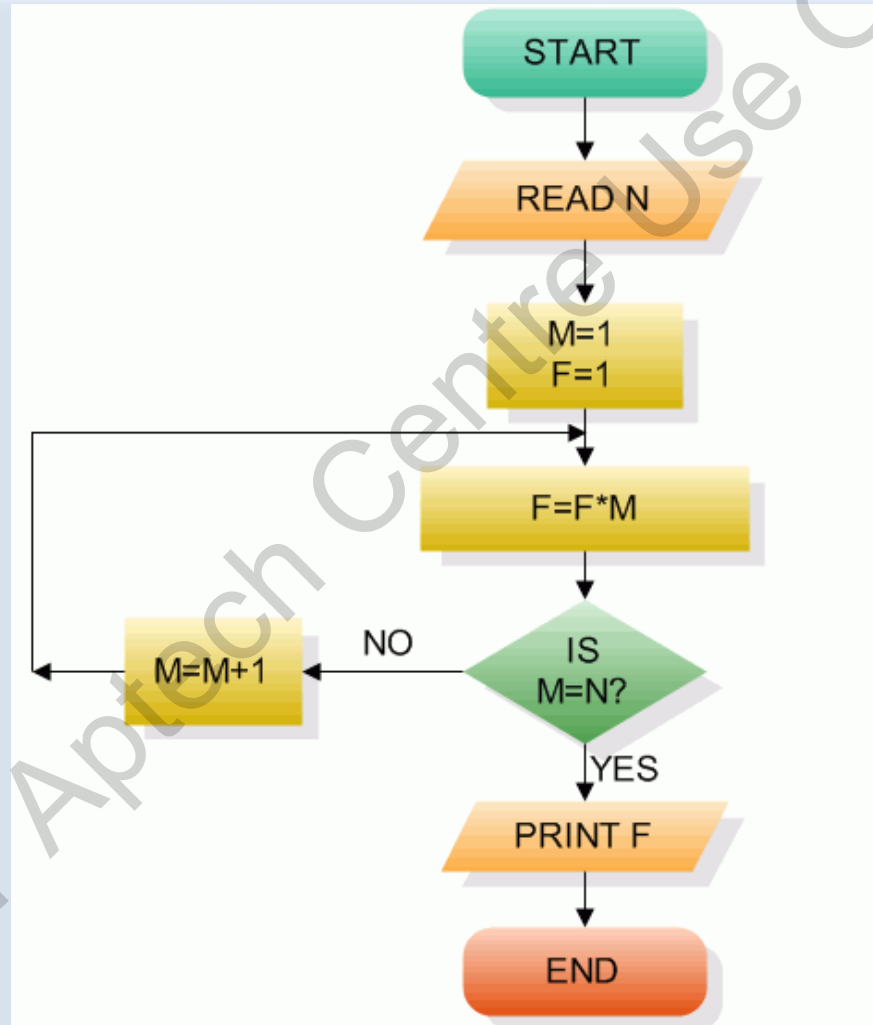 START
READ N
M=1
F=1
F=F*M
IS
M=N?
NO
M=M+1
YES
PRINT F
END
Aptech Centre Use